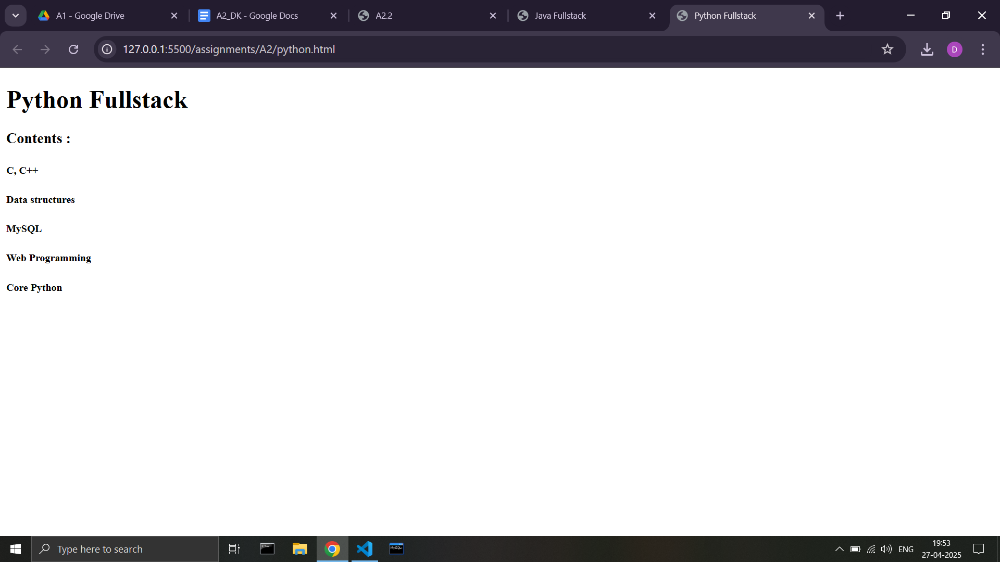 A1 - Google Drive
A2_DK - Google Docs
A2.2
Java Fullstack
Python Fullstack
127.0.0.1:5500/assignments/A2/python.html
D
Python Fullstack
Contents :
C, C++
Data structures
MySQL
Web Programming
Core Python
Type here to search
MySQL
ENG
19:53
27-04-2025